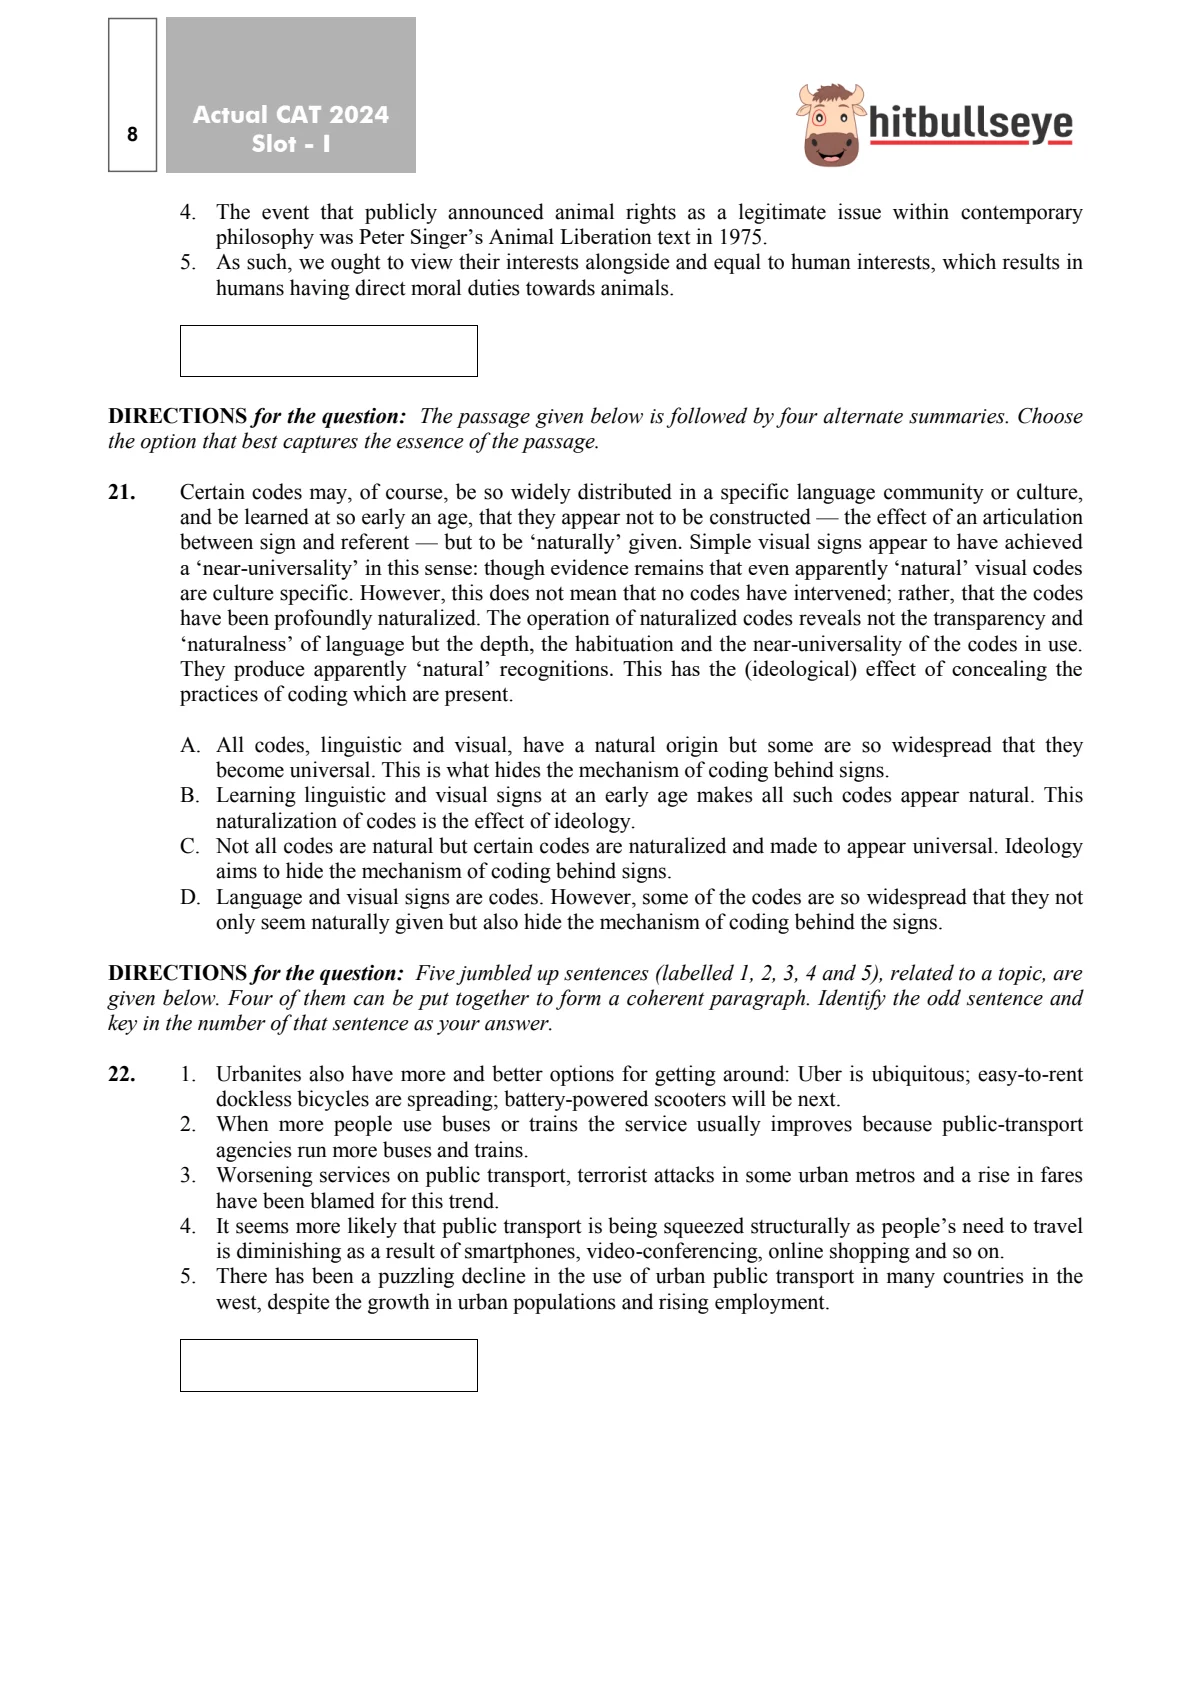 8
Actual CAT 2024
Slot - I
hitbullseye
4. The event that publicly announced animal rights as a legitimate issue within contemporary
philosophy was Peter Singer's Animal Liberation text in 1975.
5. As such, we ought to view their interests alongside and equal to human interests, which results in
humans having direct moral duties towards animals.
DIRECTIONS for the question: The passage given below is followed by four alternate summaries. Choose
the option that best captures the essence of the passage.
21. Certain codes may, of course, be so widely distributed in a specific language community or culture,
and be learned at so early an age, that they appear not to be constructed — the effect of an articulation
between sign and referent — but to be ‘naturally’ given. Simple visual signs appear to have achieved
a ‘near-universality’ in this sense: though evidence remains that even apparently ‘natural’ visual codes
are culture specific. However, this does not mean that no codes have intervened; rather, that the codes
have been profoundly naturalized. The operation of naturalized codes reveals not the transparency and
‘naturalness’ of language but the depth, the habituation and the near-universality of the codes in use.
They produce apparently ‘natural’ recognitions. This has the (ideological) effect of concealing the
practices of coding which are present.
A. All codes, linguistic and visual, have a natural origin but some are so widespread that they
become universal. This is what hides the mechanism of coding behind signs.
B. Learning linguistic and visual signs at an early age makes all such codes appear natural. This
naturalization of codes is the effect of ideology.
C. Not all codes are natural but certain codes are naturalized and made to appear universal. Ideology
aims to hide the mechanism of coding behind signs.
D. Language and visual signs are codes. However, some of the codes are so widespread that they not
only seem naturally given but also hide the mechanism of coding behind the signs.
DIRECTIONS for the question: Five jumbled up sentences (labelled 1, 2, 3, 4 and 5), related to a topic, are
given below. Four of them can be put together to form a coherent paragraph. Identify the odd sentence and
key in the number of that sentence as your answer.
22. 1. Urbanites also have more and better options for getting around: Uber is ubiquitous; easy-to-rent
dockless bicycles are spreading; battery-powered scooters will be next.
2. When more people use buses or trains the service usually improves because public-transport
agencies run more buses and trains.
3. Worsening services on public transport, terrorist attacks in some urban metros and a rise in fares
have been blamed for this trend.
4. It seems more likely that public transport is being squeezed structurally as people's need to travel
is diminishing as a result of smartphones, video-conferencing, online shopping and so on.
5. There has been a puzzling decline in the use of urban public transport in many countries in the
west, despite the growth in urban populations and rising employment.